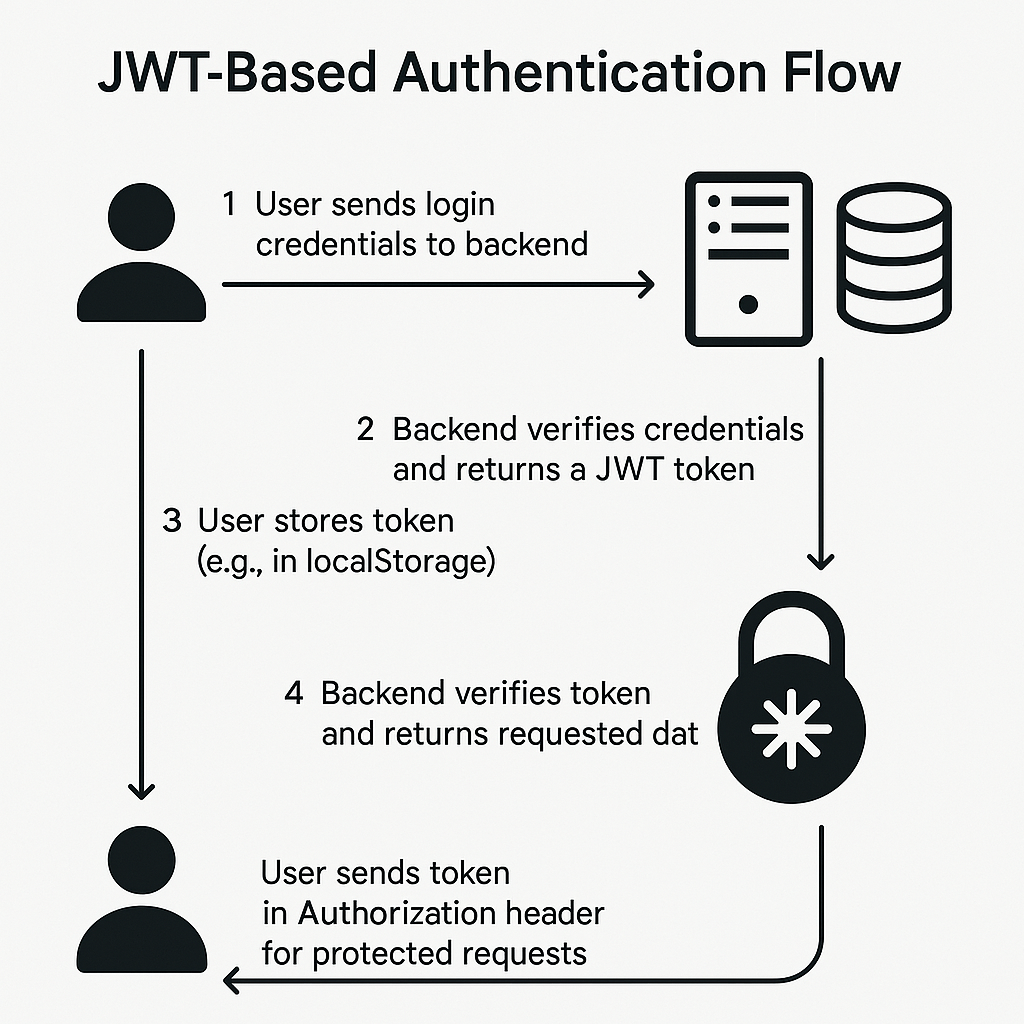 JWT-Based Authentication Flow
1 User sends login
credentials to backend
2 Backend verifies credentials
and returns a JWT token
3 User stores token
(e.g., in localStorage)
4 Backend verifies token
and returns requested dat
User sends token
in Authorization header
for protected requests